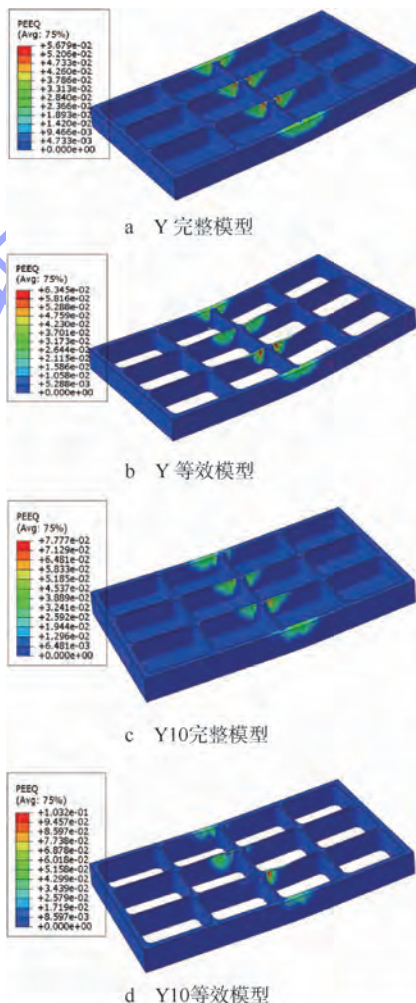 PEEQ
(Avg: 75%)
+5.679e-02
+5.206e-02
+4.733e-02
+4.260e-02
+3.786e-02
+3.313e-02
+2.840e-02
+2.366e-02
+1.893e-02
+1.420e-02
+9.466e-03
+4.733e-03
+0.000e+00
a Y 完整模型
PEEQ
(Avg: 75%)
+6.345e-02
+5.816e-02
+5.288e-02
+4.759e-02
+4.230e-02
+3.701e-02
+3.173e-02
+2.644e-02
+2.115e-02
+1.586e-02
+1.058e-02
+5.288e-03
+0.000e+00
b Y 等效模型
PEEQ
(Avg: 75%)
+7.777e-02
+7.129e-02
+6.481e-02
+5.833e-02
+5.185e-02
+4.537e-02
+3.889e-02
+3.241e-02
+2.592e-02
+1.944e-02
+1.296e-02
+6.481e-03
+0.000e+00
c Y10完整模型
PEEQ
(Avg: 75%)
+1.032e-01
+9.457e-02
+8.597e-02
+7.738e-02
+6.878e-02
+6.018e-02
+5.158e-02
+4.299e-02
+3.439e-02
+2.579e-02
+1.719e-02
+8.597e-03
+0.000e+00
d Y10等效模型